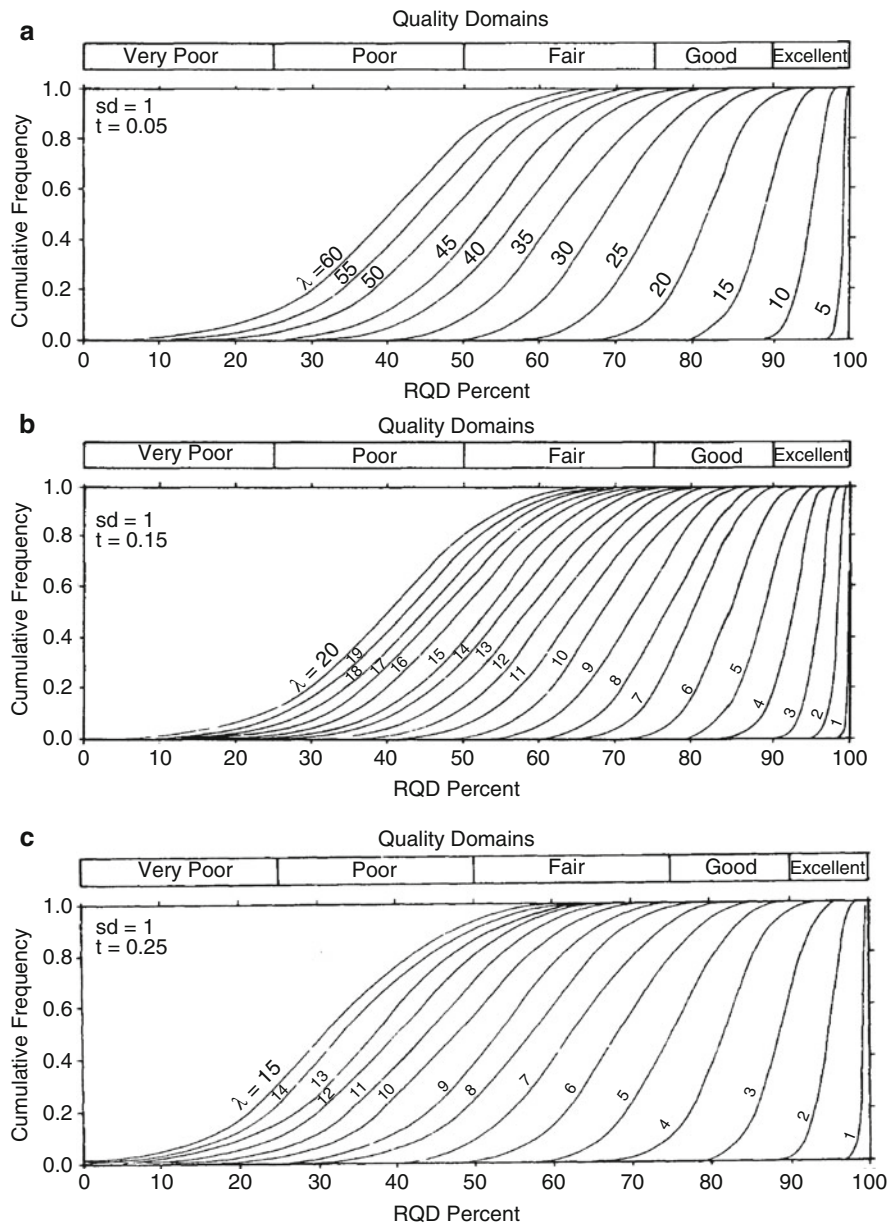 a
Quality Domains
Very Poor Poor Fair Good Excellent
1.0
0.8
0.6
0.4
0.2
0.0
Cumulative Frequency
sd = 1
t = 0.05
λ =60 55 50 45 40 35 30 25 20 15 10 5
0 10 20 30 40 50 60 70 80 90 100
RQD Percent
b
Quality Domains
Very Poor Poor Fair Good Excellent
1.0
0.8
0.6
0.4
0.2
0.0
Cumulative Frequency
sd = 1
t = 0.15
λ = 20 19 18 17 16 15 14 13 12 11 10 9 8 7 6 5 4 3 2 1
0 10 20 30 40 50 60 70 80 90 100
RQD Percent
c
Quality Domains
Very Poor Poor Fair Good Excellent
1.0
0.8
0.6
0.4
0.2
0.0
Cumulative Frequency
sd = 1
t = 0.25
λ = 15 14 13 12 11 10 9 8 7 6 5 4 3 2 1
0 10 20 30 40 50 60 70 80 90 100
RQD Percent